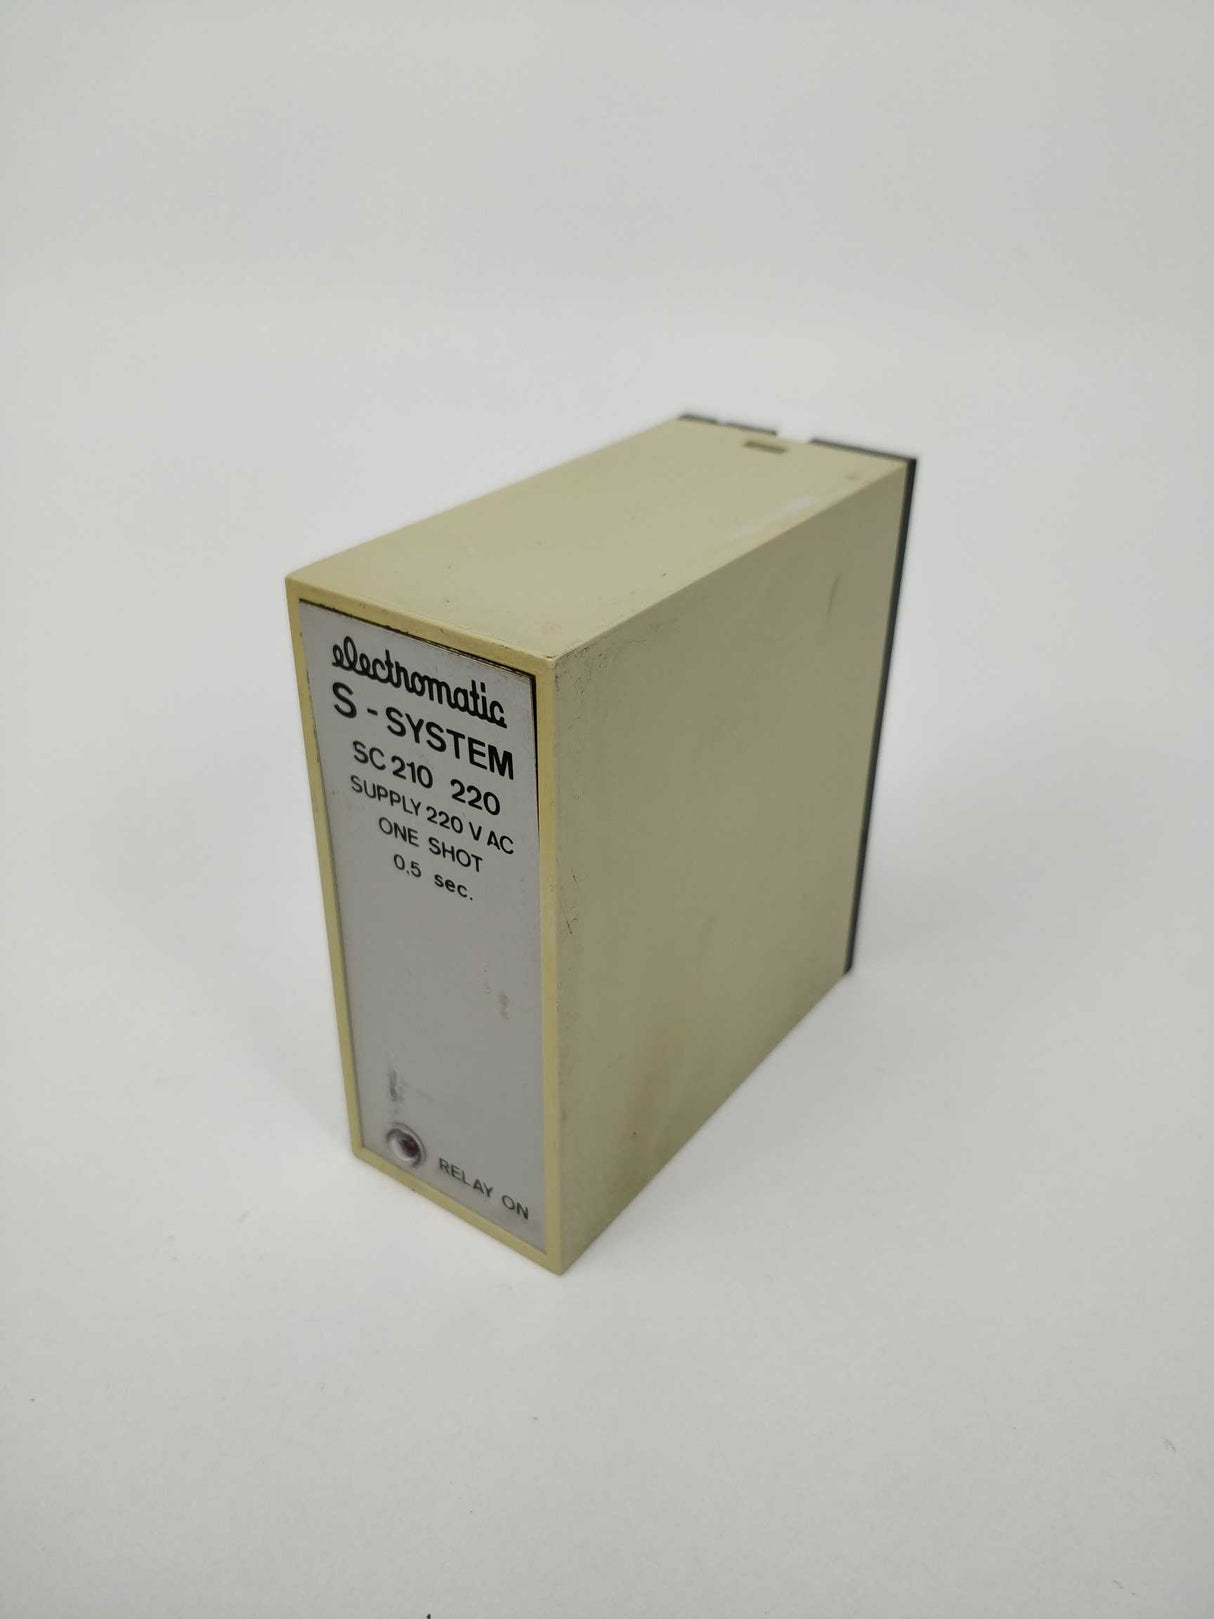 electromatic
S - SYSTEM
SC 210 220
SUPPLY 220 V AC
ONE SHOT
0.5 sec.
RELAY ON